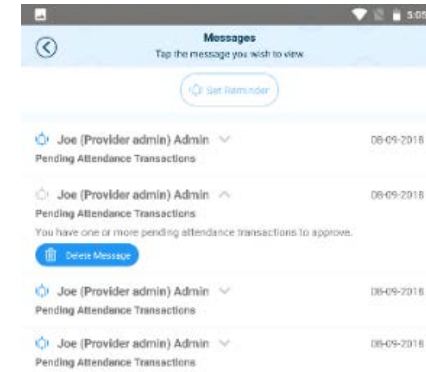 5:05
Messages
Tap the message you wish to view
Set Reminder
Joe (Provider admin) Admin 08-09-2018
Pending Attendance Transactions
Joe (Provider admin) Admin 08-09-2018
Pending Attendance Transactions
You have one or more pending attendance transactions to approve.
Delete Message
Joe (Provider admin) Admin 08-09-2018
Pending Attendance Transactions
Joe (Provider admin) Admin 08-09-2018
Pending Attendance Transactions